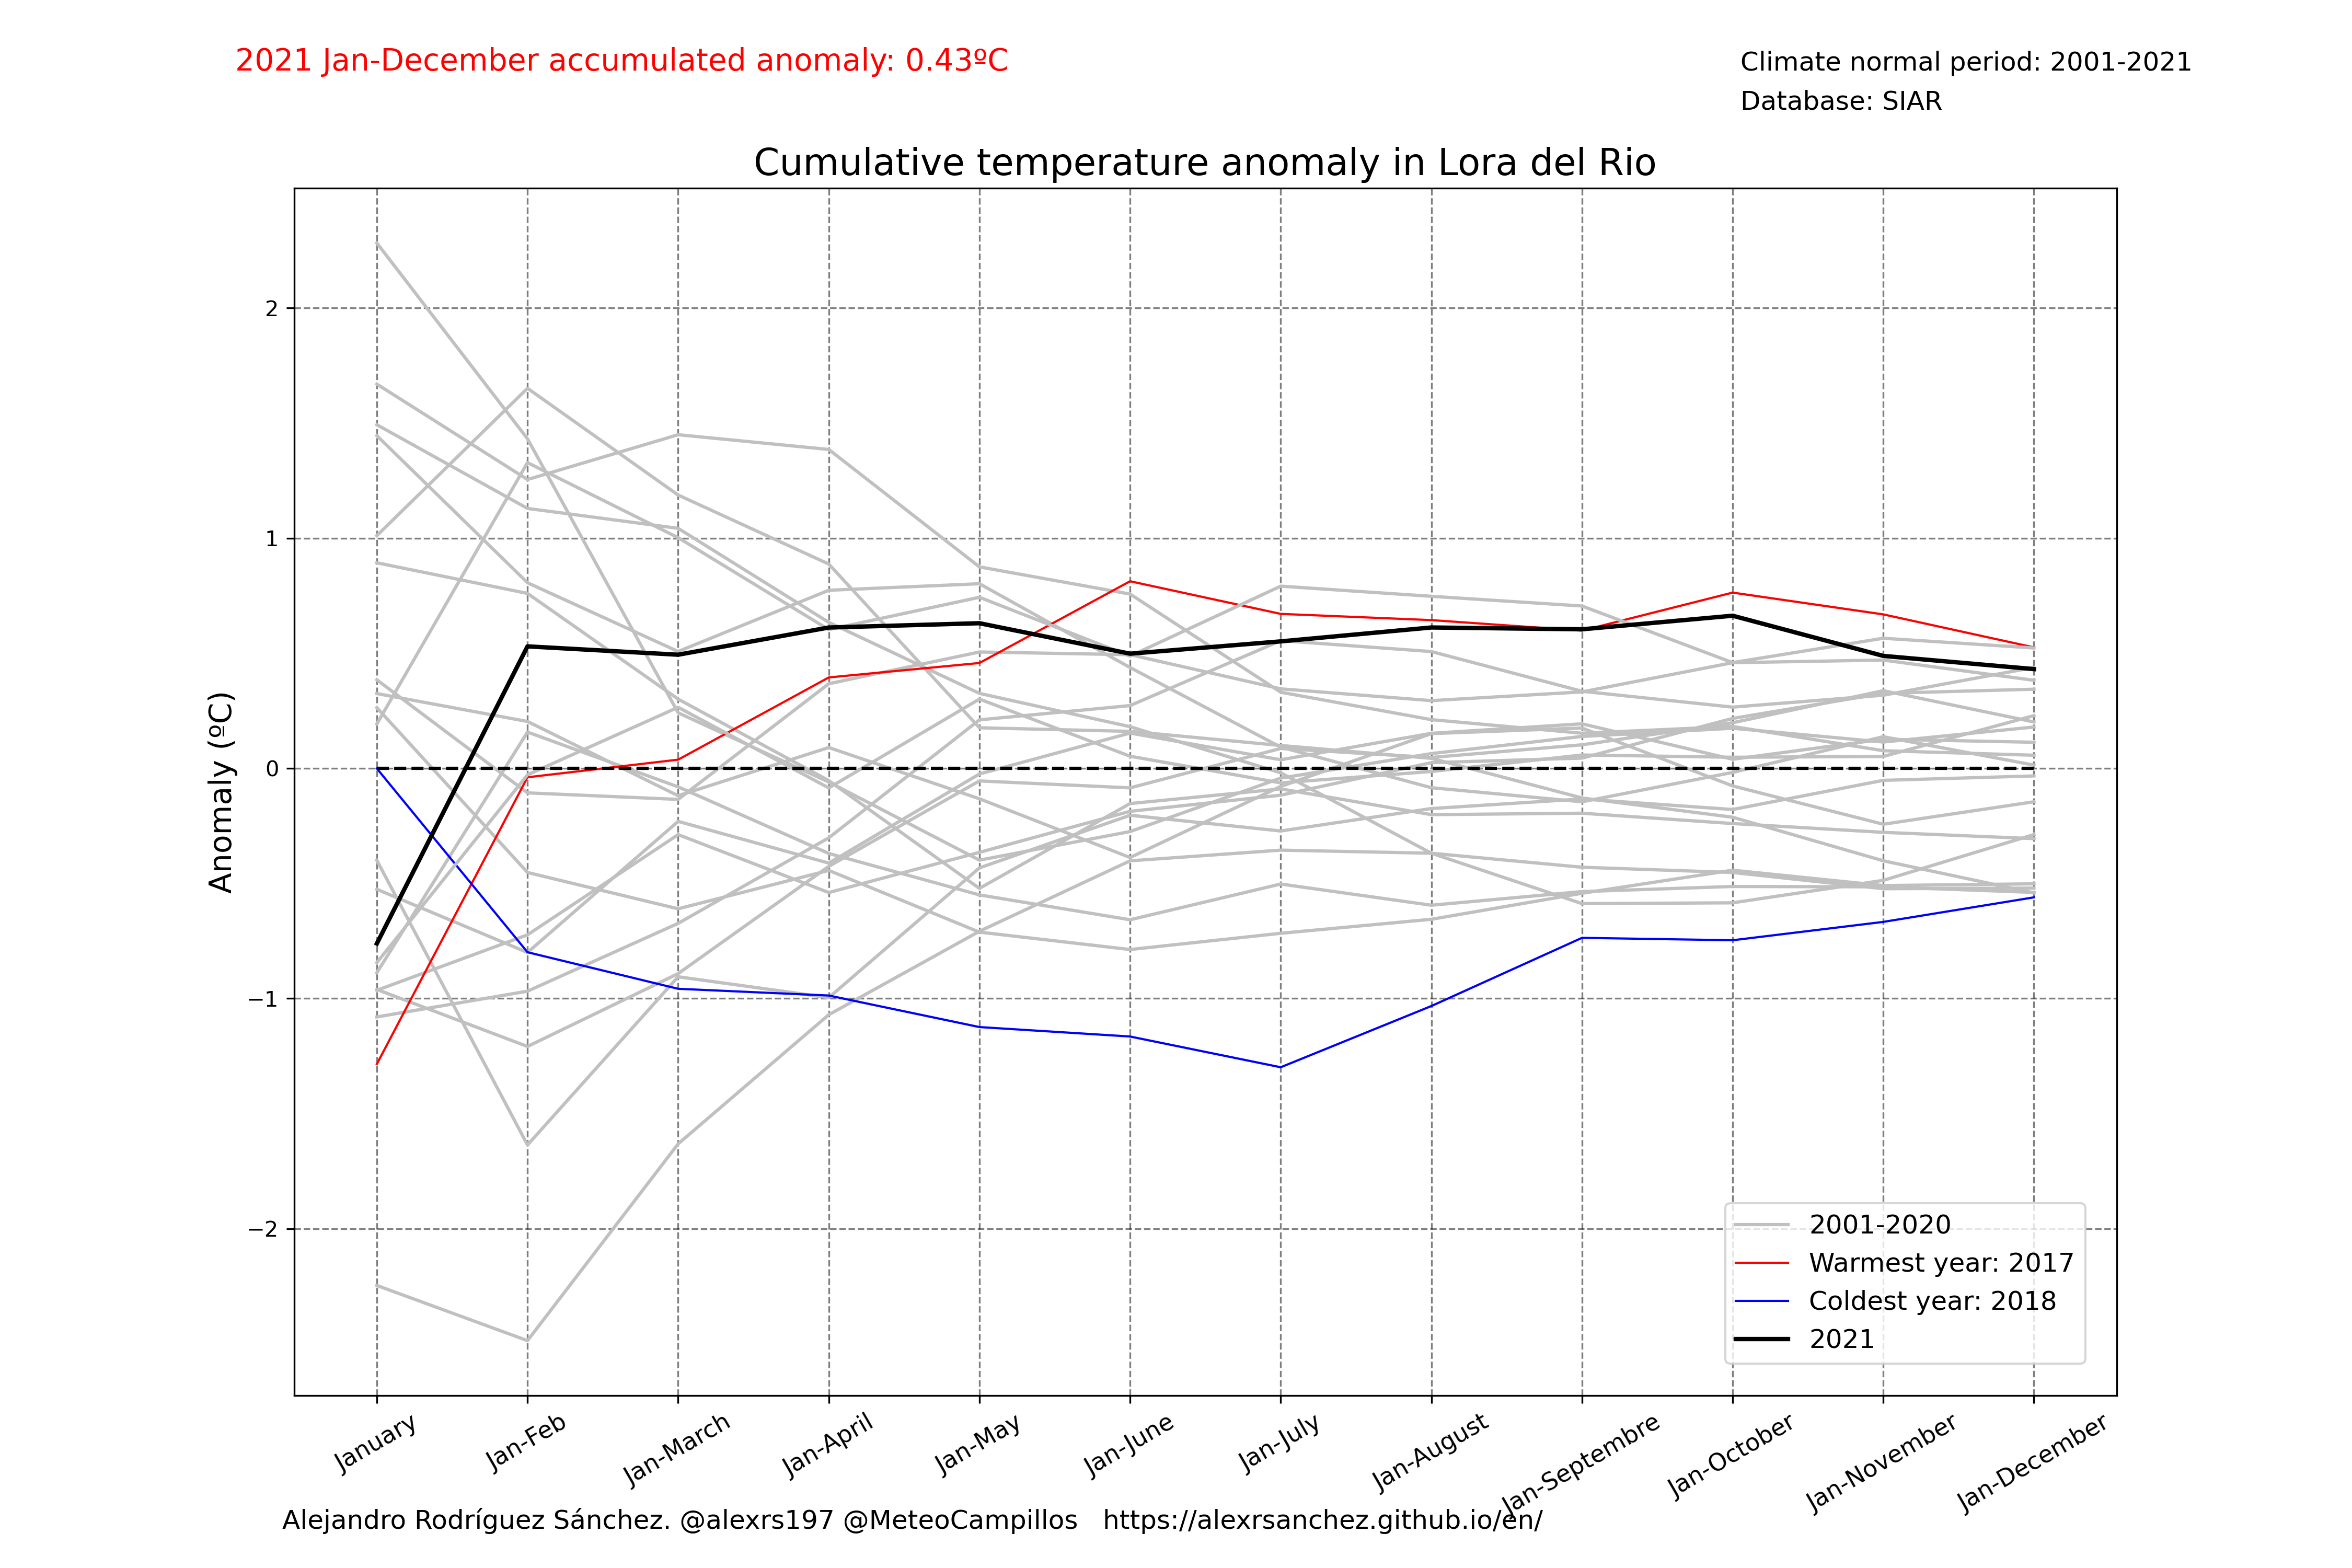 2021 Jan-December accumulated anomaly: 0.43ºC
Climate normal period: 2001-2021
Database: SIAR
Cumulative temperature anomaly in Lora del Rio
Anomaly (ºC)
2
1
0
−1
−2
2001-2020
Warmest year: 2017
Coldest year: 2018
2021
January
Jan-Feb
Jan-March
Jan-April
Jan-May
Jan-June
Jan-July
Jan-August
Jan-Septembre
Jan-October
Jan-November
Jan-December
Alejandro Rodríguez Sánchez. @alexrs197 @MeteoCampillos https://alexrsanchez.github.io/en/